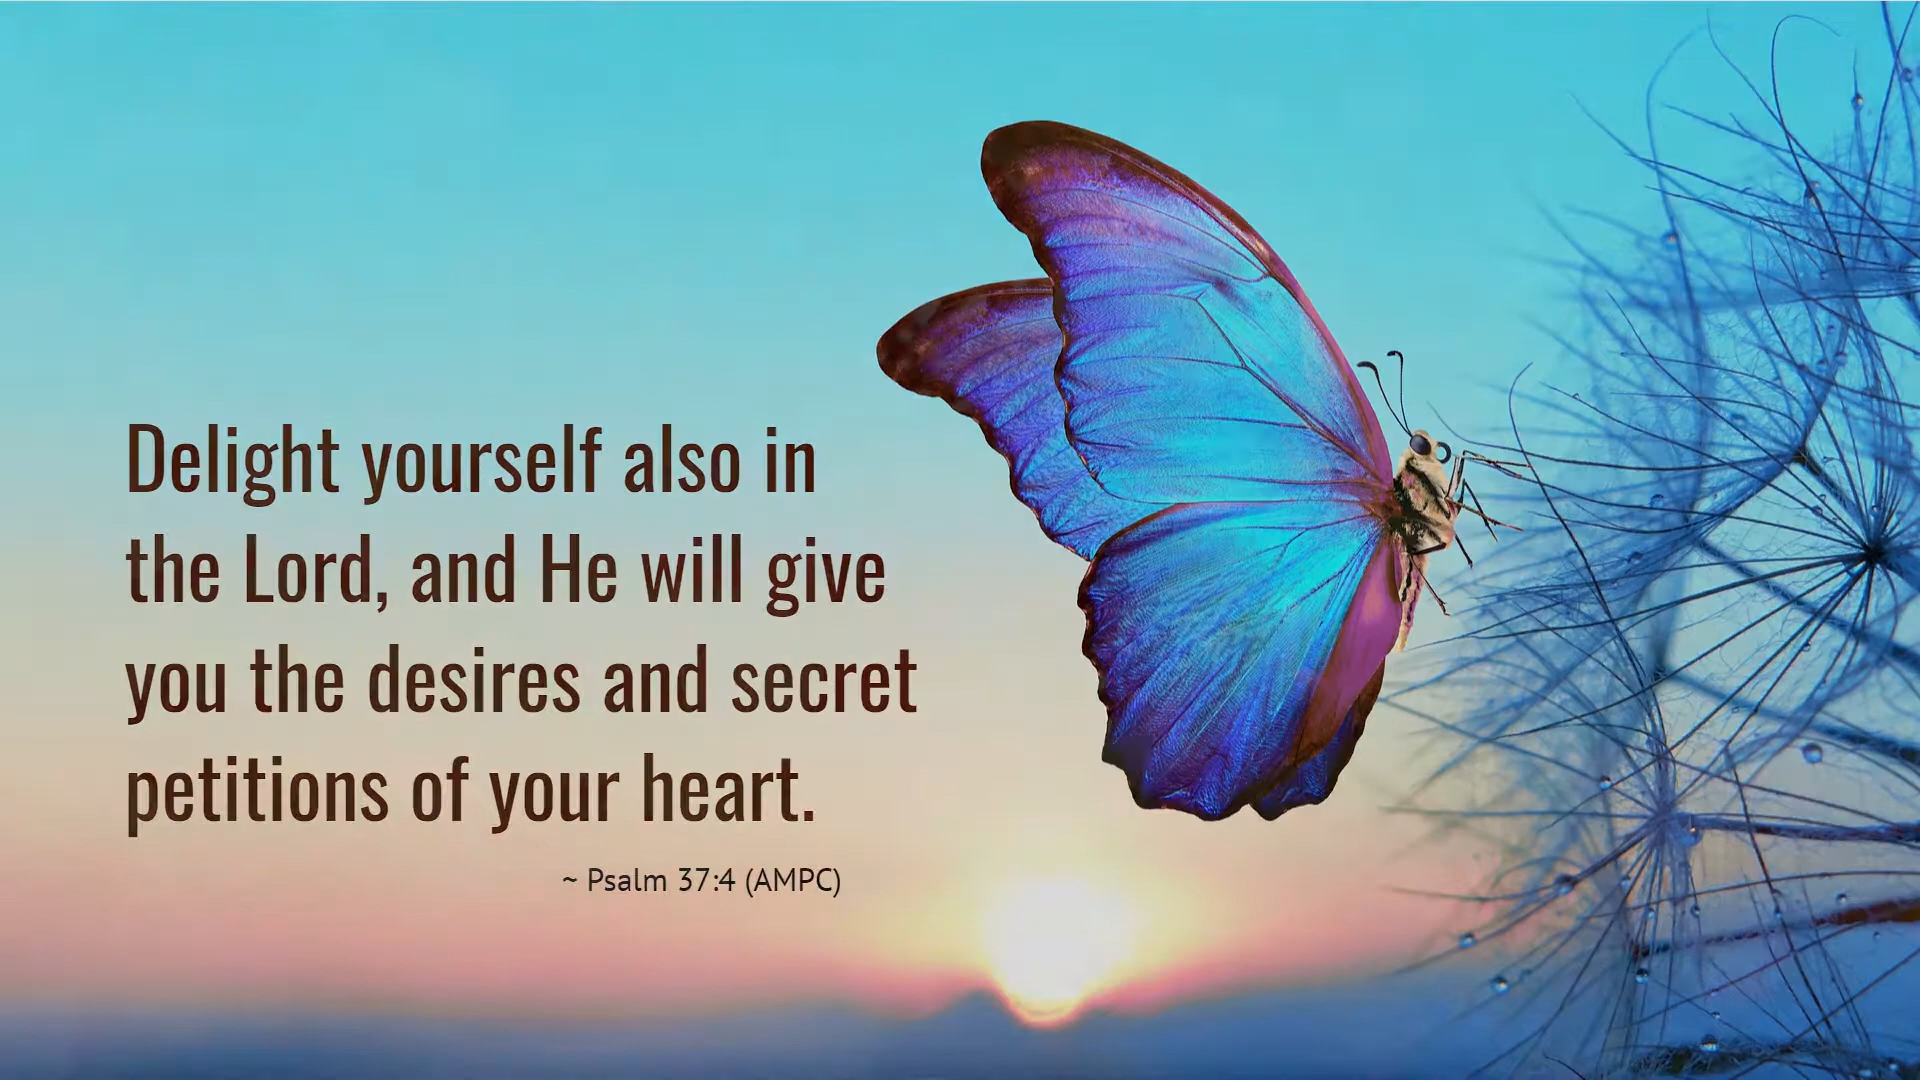 Delight yourself also in
the Lord, and He will give
you the desires and secret
petitions of your heart.
~ Psalm 37:4 (AMPC)